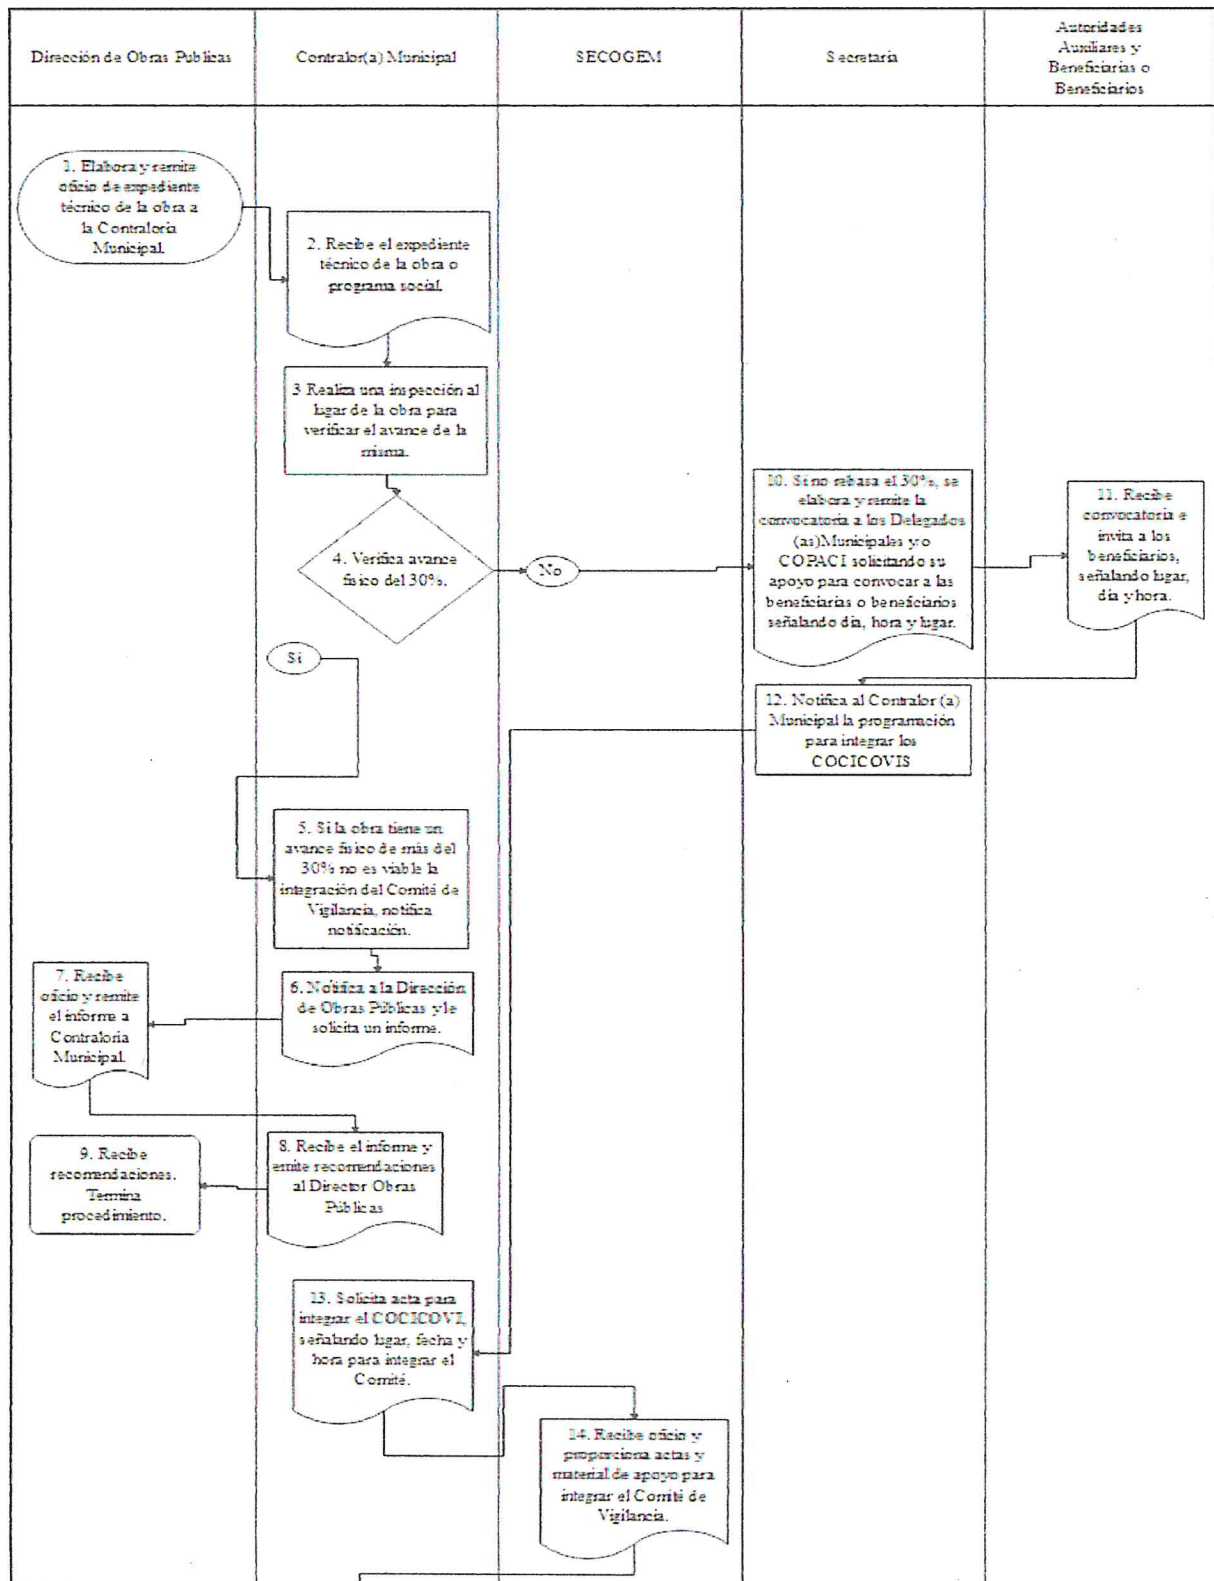 Dirección de Obras Publicas
Contralor(a) Municipal
SECOGEM
Secretaria
Autoridades
Auxiliares y
Beneficiarias o
Beneficiarios
1. Elabora y remite
oficio de expediente
técnico de la obra a
la Contraloria
Municipal.
2. Recibe el expediente
técnico de la obra o
programa social.
3 Realiza una inspección al
lugar de la obra para
verificar el avance de la
misma.
4. Verifica avance
fisico del 30%.
No
Si
10. Si no rebasa el 30%, se
elabora y remite la
convocatoria a los Delegados
(as)Municipales y/o
COPACI solicitando su
apoyo para convocar a las
beneficiarias o beneficiarios
señalando día, hora y lugar.
11. Recibe
convocatoria e
invita a los
beneficiarios,
señalando lugar,
día y hora.
12. Notifica al Contralor (a)
Municipal la programación
para integrar los
COCICOVIS
5. Si la obra tiene un
avance fisico de más del
30% no es viable la
integración del Comité de
Vigilancia, notifica
notificación.
6. Notifica a la Dirección
de Obras Públicas y le
solicita un informe.
7. Recibe
oficio y remite
el informe a
Contraloria
Municipal.
8. Recibe el informe y
emite recomendaciones
al Director Obras
Públicas
9. Recibe
recomendaciones.
Termina
procedimiento.
13. Solicita acta para
integrar el COCICOVI,
señalando lugar, fecha y
hora para integrar el
Comité.
14. Recibe oficio y
proporciona actas y
material de apoyo para
integrar el Comité de
Vigilancia.